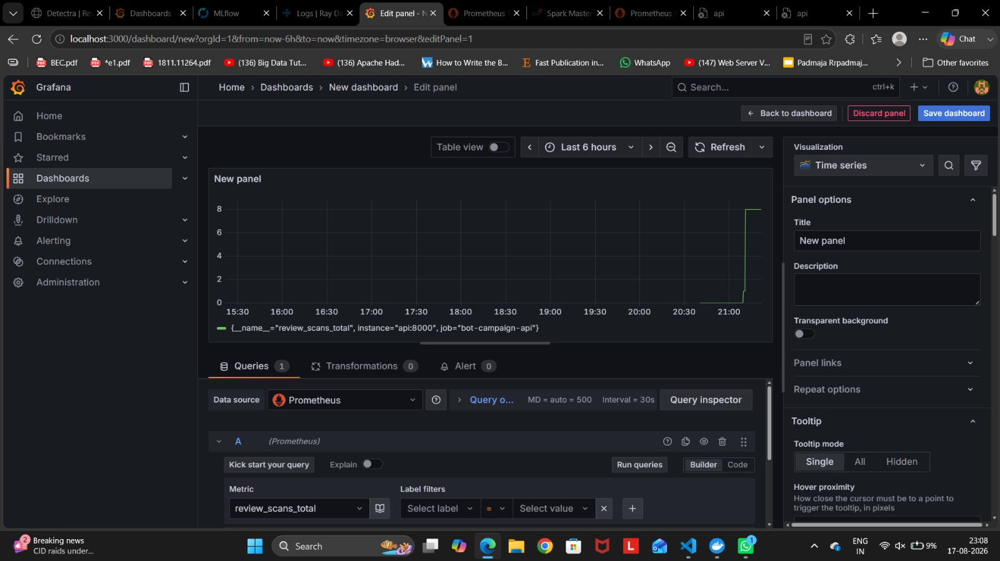 Detectra | Rev
Dashboards
MLflow
Logs | Ray Da
Edit panel - N
Prometheus T
Spark Master
Prometheus T
api
api
localhost:3000/dashboard/new?orgId=1&from=now-6h&to=now&timezone=browser&editPanel=1
Chat
BEC.pdf
*e1.pdf
1811.11264.pdf
(136) Big Data Tut...
(136) Apache Had...
How to Write the B...
Fast Publication in...
WhatsApp
(147) Web Server V...
Padmaja Rrpadmaj...
Other favorites
Grafana
Home › Dashboards › New dashboard › Edit panel
Search...
ctrl+k
Home
Bookmarks
Starred
Dashboards
Explore
Drilldown
Alerting
Connections
Administration
Back to dashboard
Discard panel
Save dashboard
Table view
Last 6 hours
Refresh
New panel
8
6
4
2
0
15:30 16:00 16:30 17:00 17:30 18:00 18:30 19:00 19:30 20:00 20:30 21:00
{__name__="review_scans_total", instance="api:8000", job="bot-campaign-api"}
Queries 1
Transformations 0
Alert 0
Data source
Prometheus
Query o...
MD = auto = 500
Interval = 30s
Query inspector
A
(Prometheus)
Kick start your query
Explain
Run queries
Builder
Code
Metric
Label filters
review_scans_total
Select label
=
Select value
Visualization
Time series
Panel options
Title
New panel
Description
Transparent background
Panel links
Repeat options
Tooltip
Tooltip mode
Single
All
Hidden
Hover proximity
How close the cursor must be to a point to
trigger the tooltip, in pixels
2
Breaking news
CID raids under...
Search
L
1
ENG
IN
9%
23:08
17-08-2026